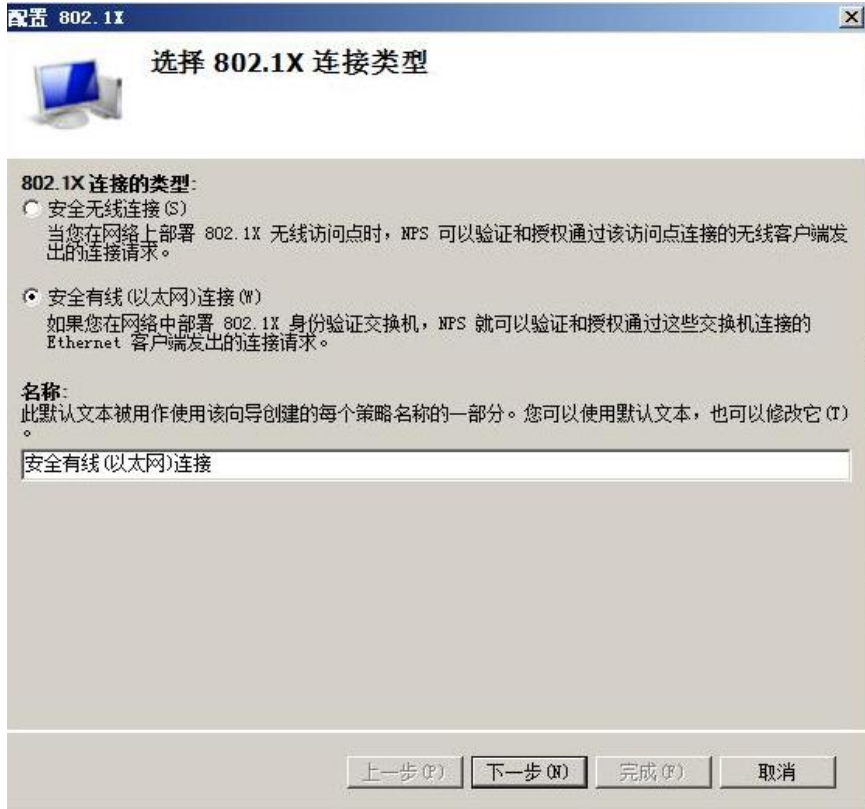 配置 802.1X
选择 802.1X 连接类型
802.1X 连接的类型:
安全无线连接(S)
当您在网络上部署 802.1X 无线访问点时，NPS 可以验证和授权通过该访问点连接的无线客户端发
出的连接请求。
安全有线(以太网)连接(W)
如果您在网络中部署 802.1X 身份验证交换机，NPS 就可以验证和授权通过这些交换机连接的
Ethernet 客户端发出的连接请求。
名称:
此默认文本被用作使用该向导创建的每个策略名称的一部分。您可以使用默认文本，也可以修改它(T)
。
安全有线(以太网)连接
上一步(P) 下一步(N) 完成(F) 取消